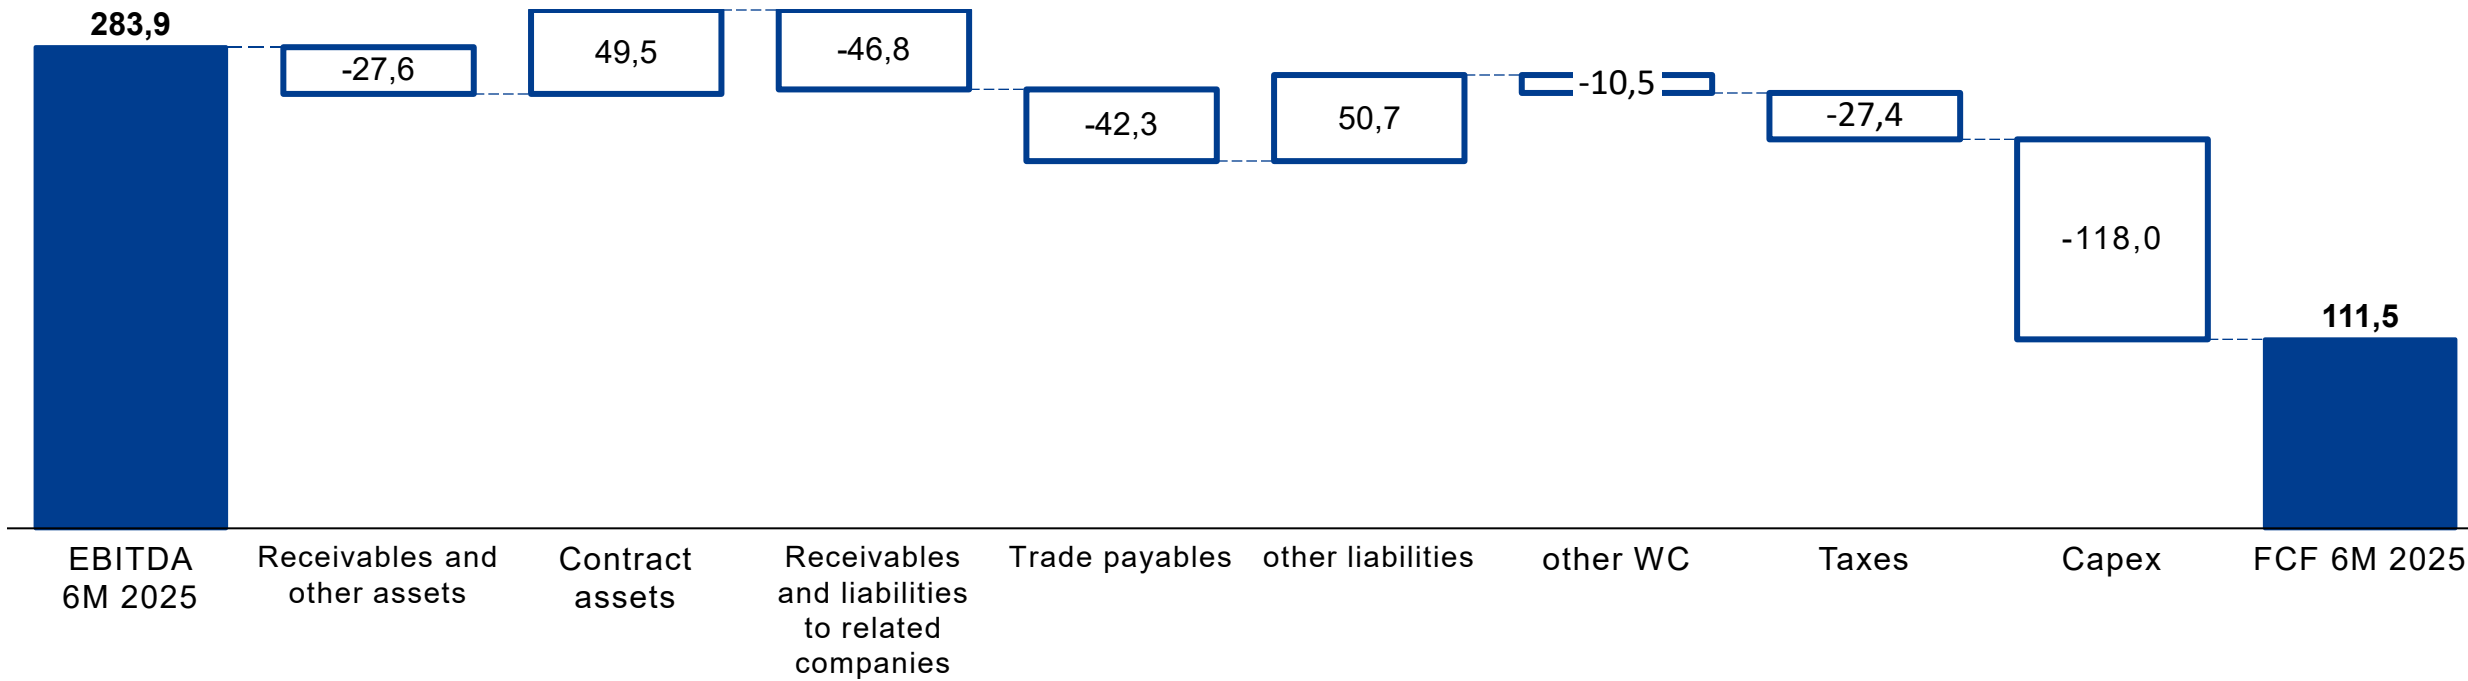 283,9
-27,6
49,5
-46,8
-42,3
50,7
-10,5
-27,4
-118,0
111,5
EBITDA
6M 2025
Receivables and
other assets
Contract
assets
Receivables
and liabilities
to related
companies
Trade payables
other liabilities
other WC
Taxes
Capex
FCF 6M 2025